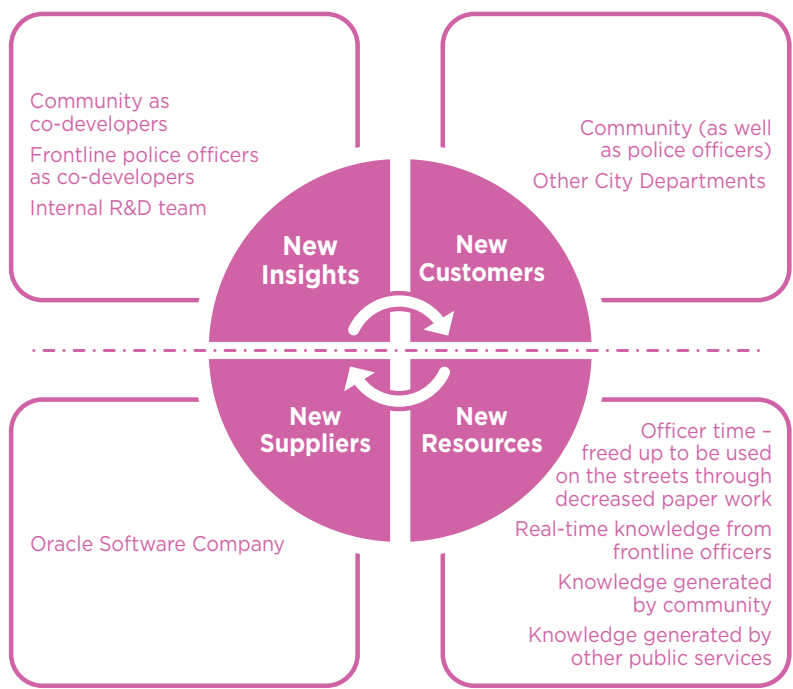 Community as
co-developers
Frontline police officers
as co-developers
Internal R&D team
New
Insights
Community (as well
as police officers)
Other City Departments
New
Customers
New
Suppliers
Oracle Software Company
New
Resources
Officer time –
freed up to be used
on the streets through
decreased paper work
Real-time knowledge from
frontline officers
Knowledge generated
by community
Knowledge generated by
other public services